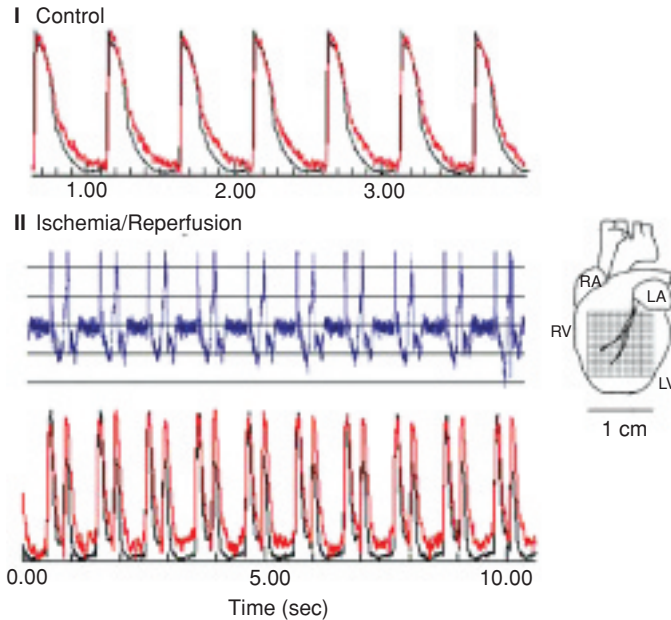 I Control
1.00 2.00 3.00
II Ischemia/Reperfusion
RA
LA
RV
LV
1 cm
0.00 5.00 10.00
Time (sec)